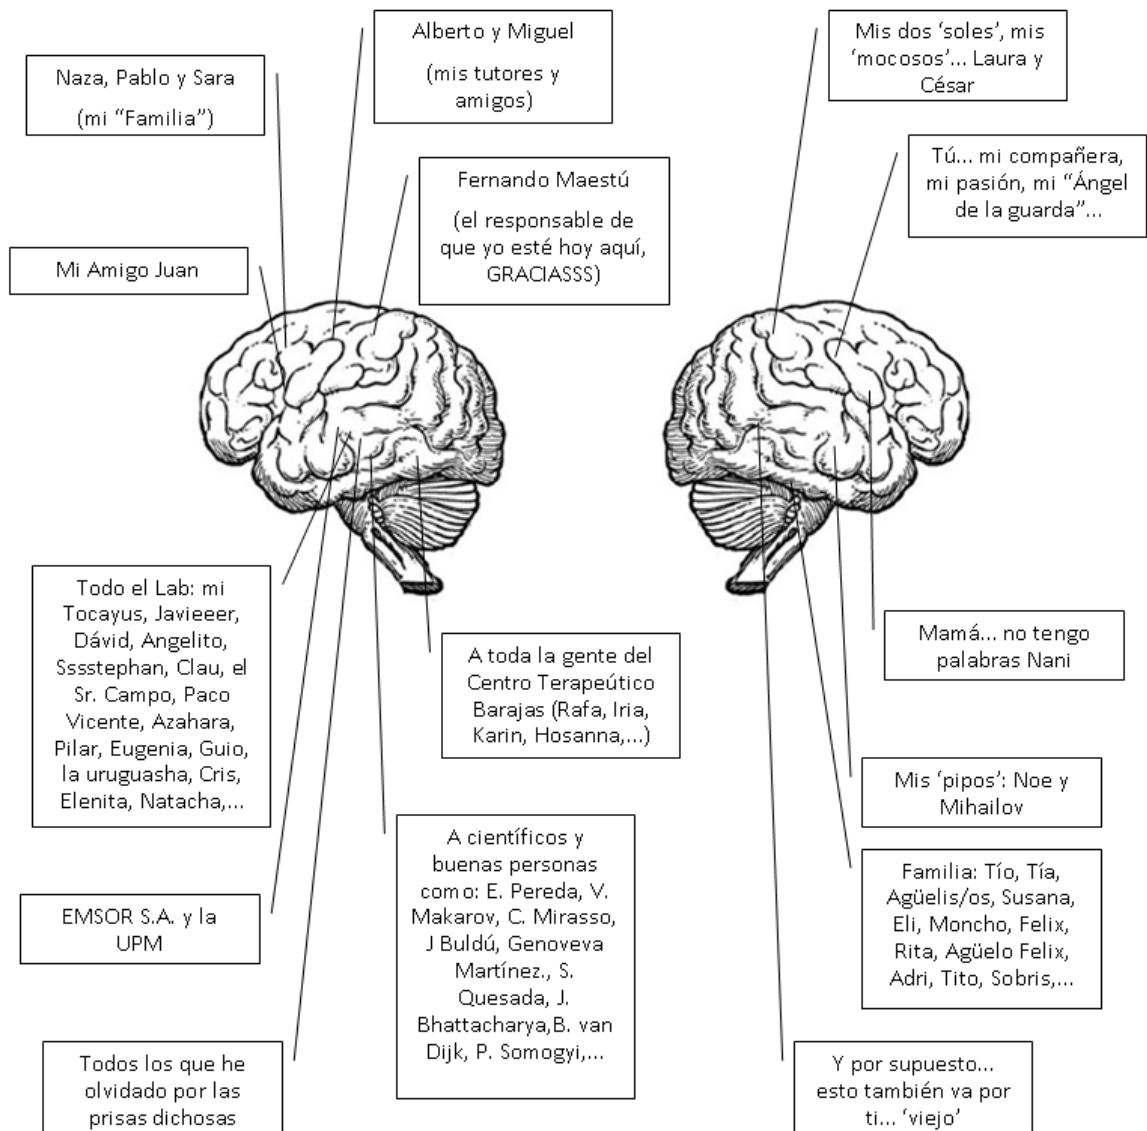 Naza, Pablo y Sara
(mi “Familia”)
Alberto y Miguel
(mis tutores y
amigos)
Fernando Maestú
(el responsable de
que yo esté hoy aquí,
GRACIASSS)
Mi Amigo Juan
Mis dos ‘soles’, mis
‘mocosos’... Laura y
César
Tú... mi compañera,
mi pasión, mi “Ángel
de la guarda”...
Todo el Lab: mi
Tocayus, Javieeer,
Dávid, Angelito,
Sssstephan, Clau, el
Sr. Campo, Paco
Vicente, Azahara,
Pilar, Eugenia, Guio,
la uruguasha, Cris,
Elenita, Natacha,...
A toda la gente del
Centro Terapeútico
Barajas (Rafa, Iria,
Karin, Hosanna,...)
A científicos y
buenas personas
como: E. Pereda, V.
Makarov, C. Mirasso,
J Buldú, Genoveva
Martínez., S.
Quesada, J.
Bhattacharya,B. van
Dijk, P. Somogyi,...
EMSOR S.A. y la
UPM
Todos los que he
olvidado por las
prisas dichosas
Mamá... no tengo
palabras Nani
Mis ‘pipos’: Noe y
Mihailov
Familia: Tío, Tía,
Agüelis/os, Susana,
Eli, Moncho, Felix,
Rita, Agüelo Felix,
Adri, Tito, Sobris,...
Y por supuesto...
esto también va por
ti... ‘viejo’